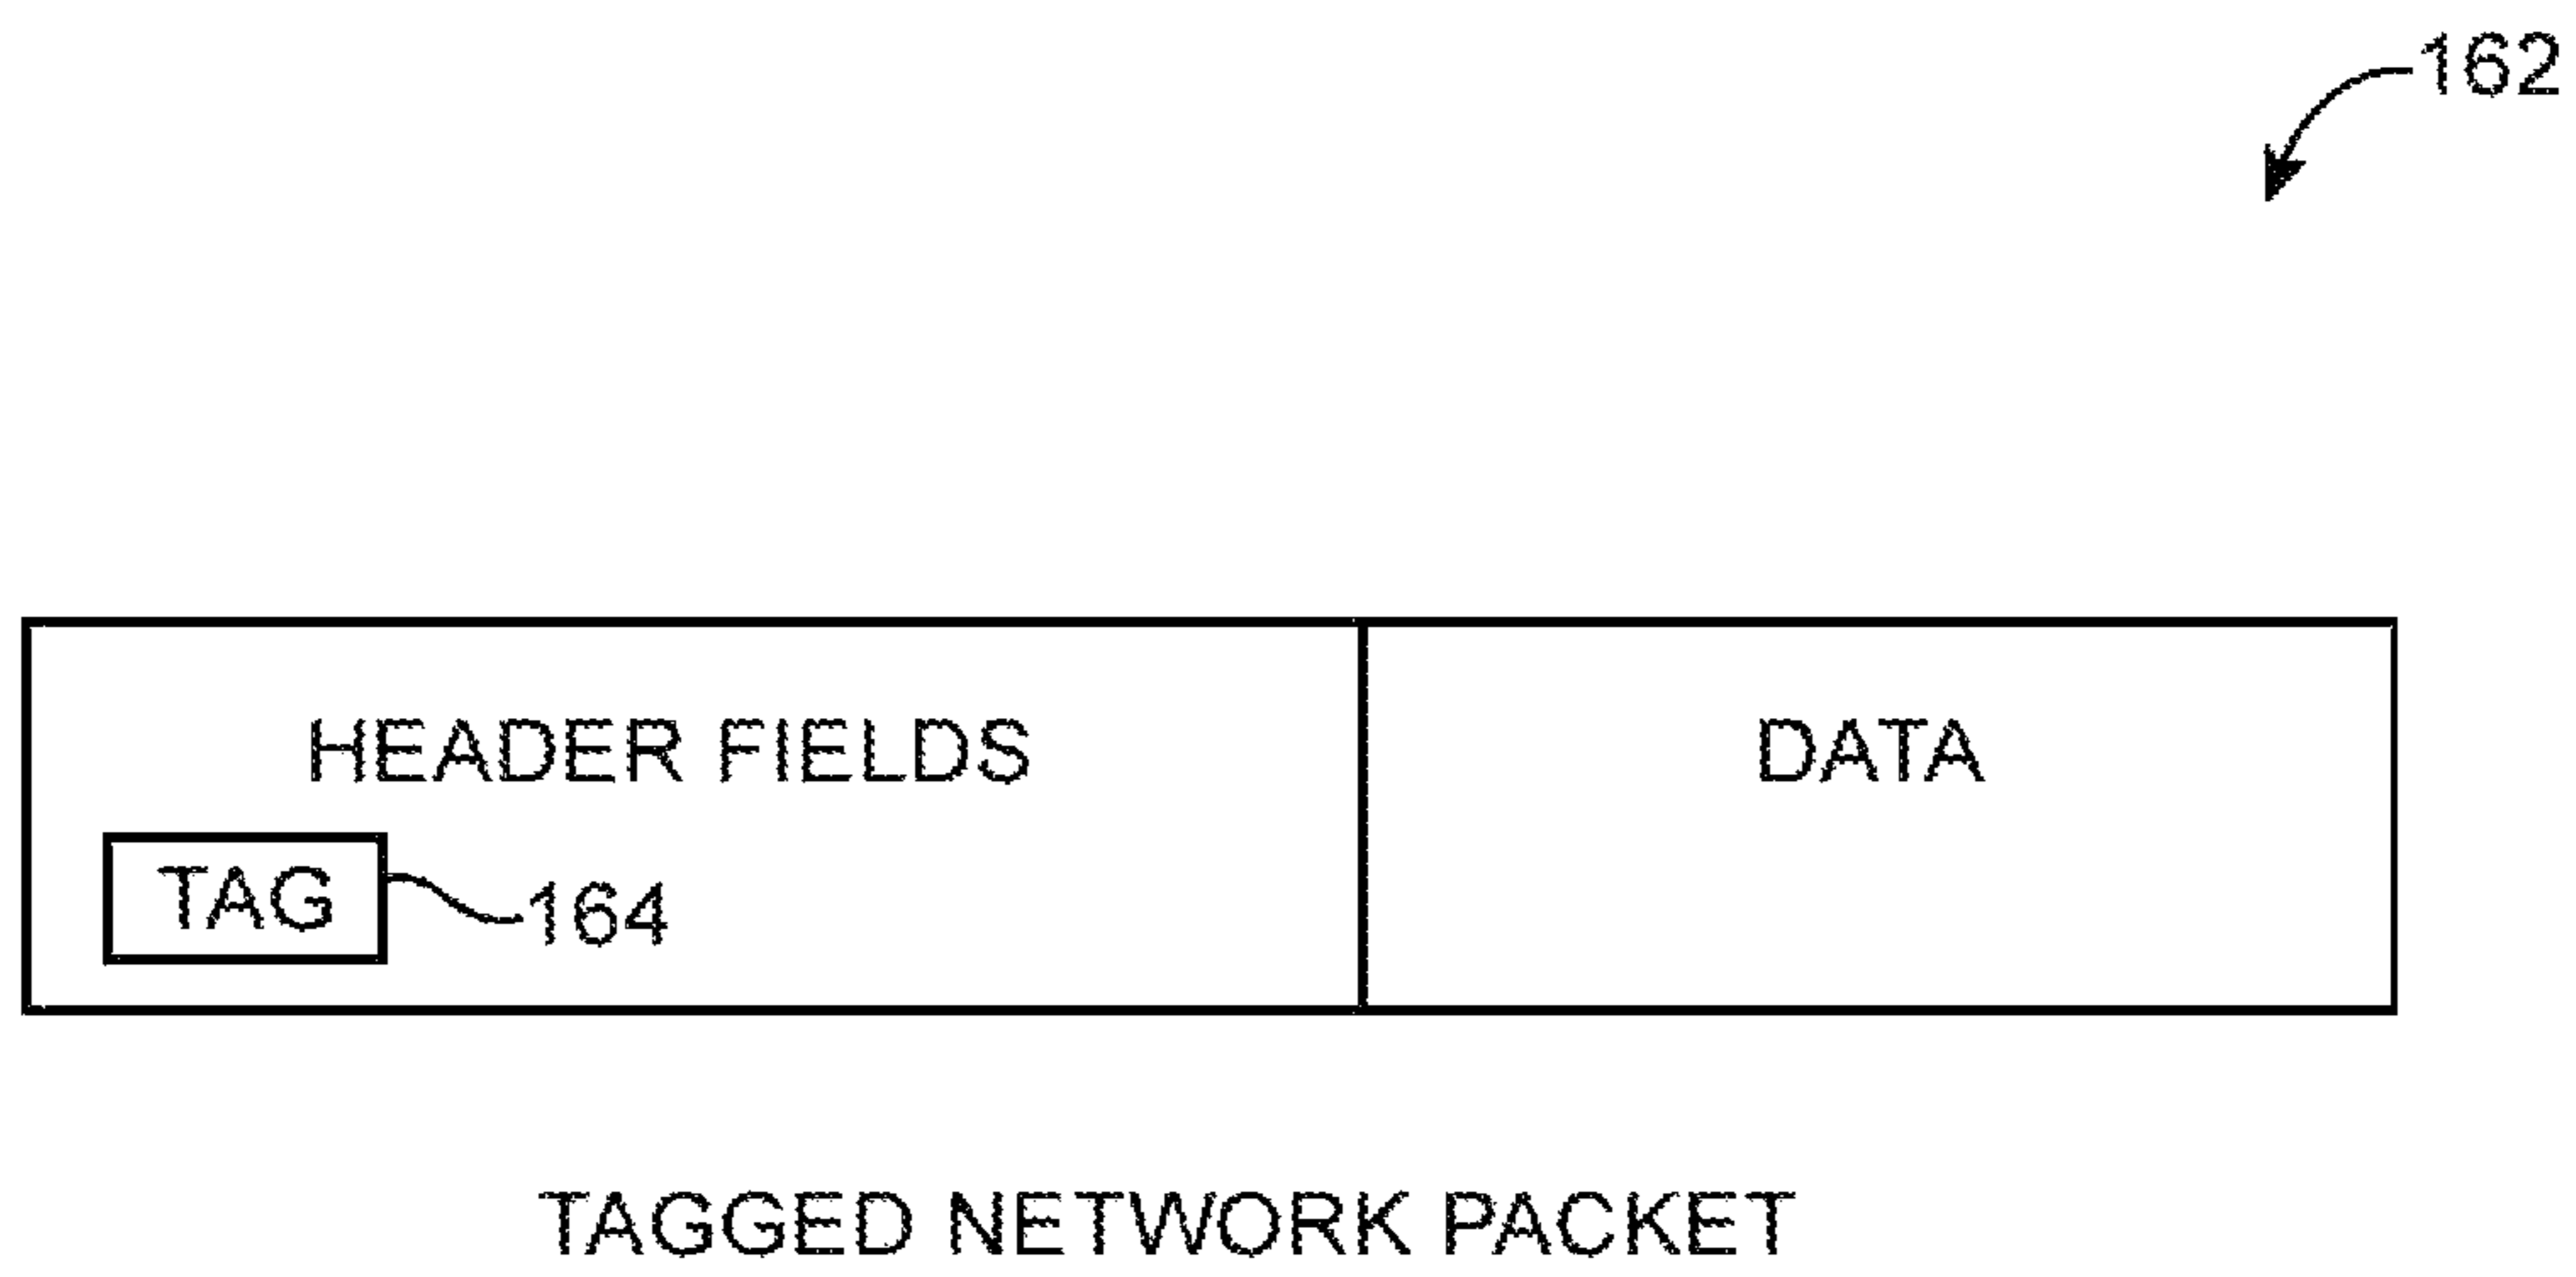 162
HEADER FIELDS
DATA
TAG
164
TAGGED NETWORK PACKET